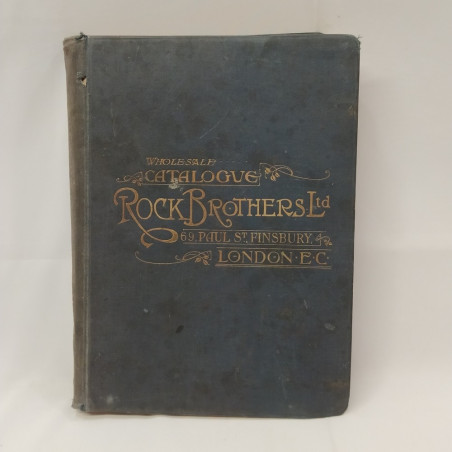 WHOLESALE
CATALOGUE
ROCK BROTHERS, Ltd
69, PAUL ST, FINSBURY,
LONDON · E · C ·